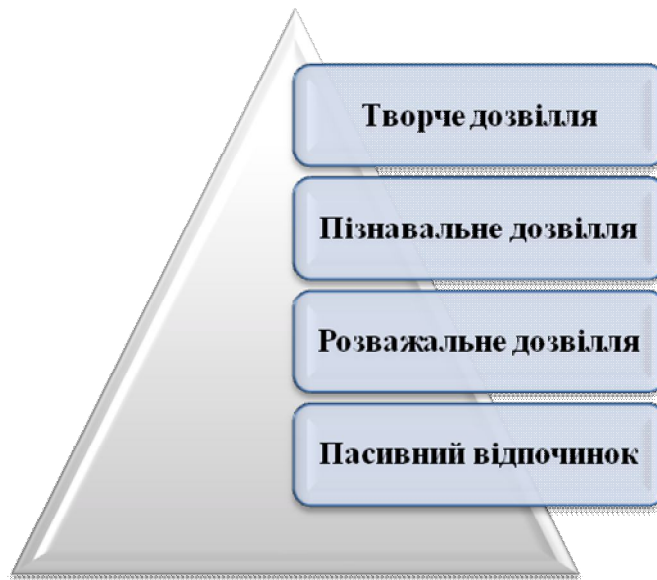 Творче дозвілля
Пізнавальне дозвілля
Розважальне дозвілля
Пасивний відпочинок